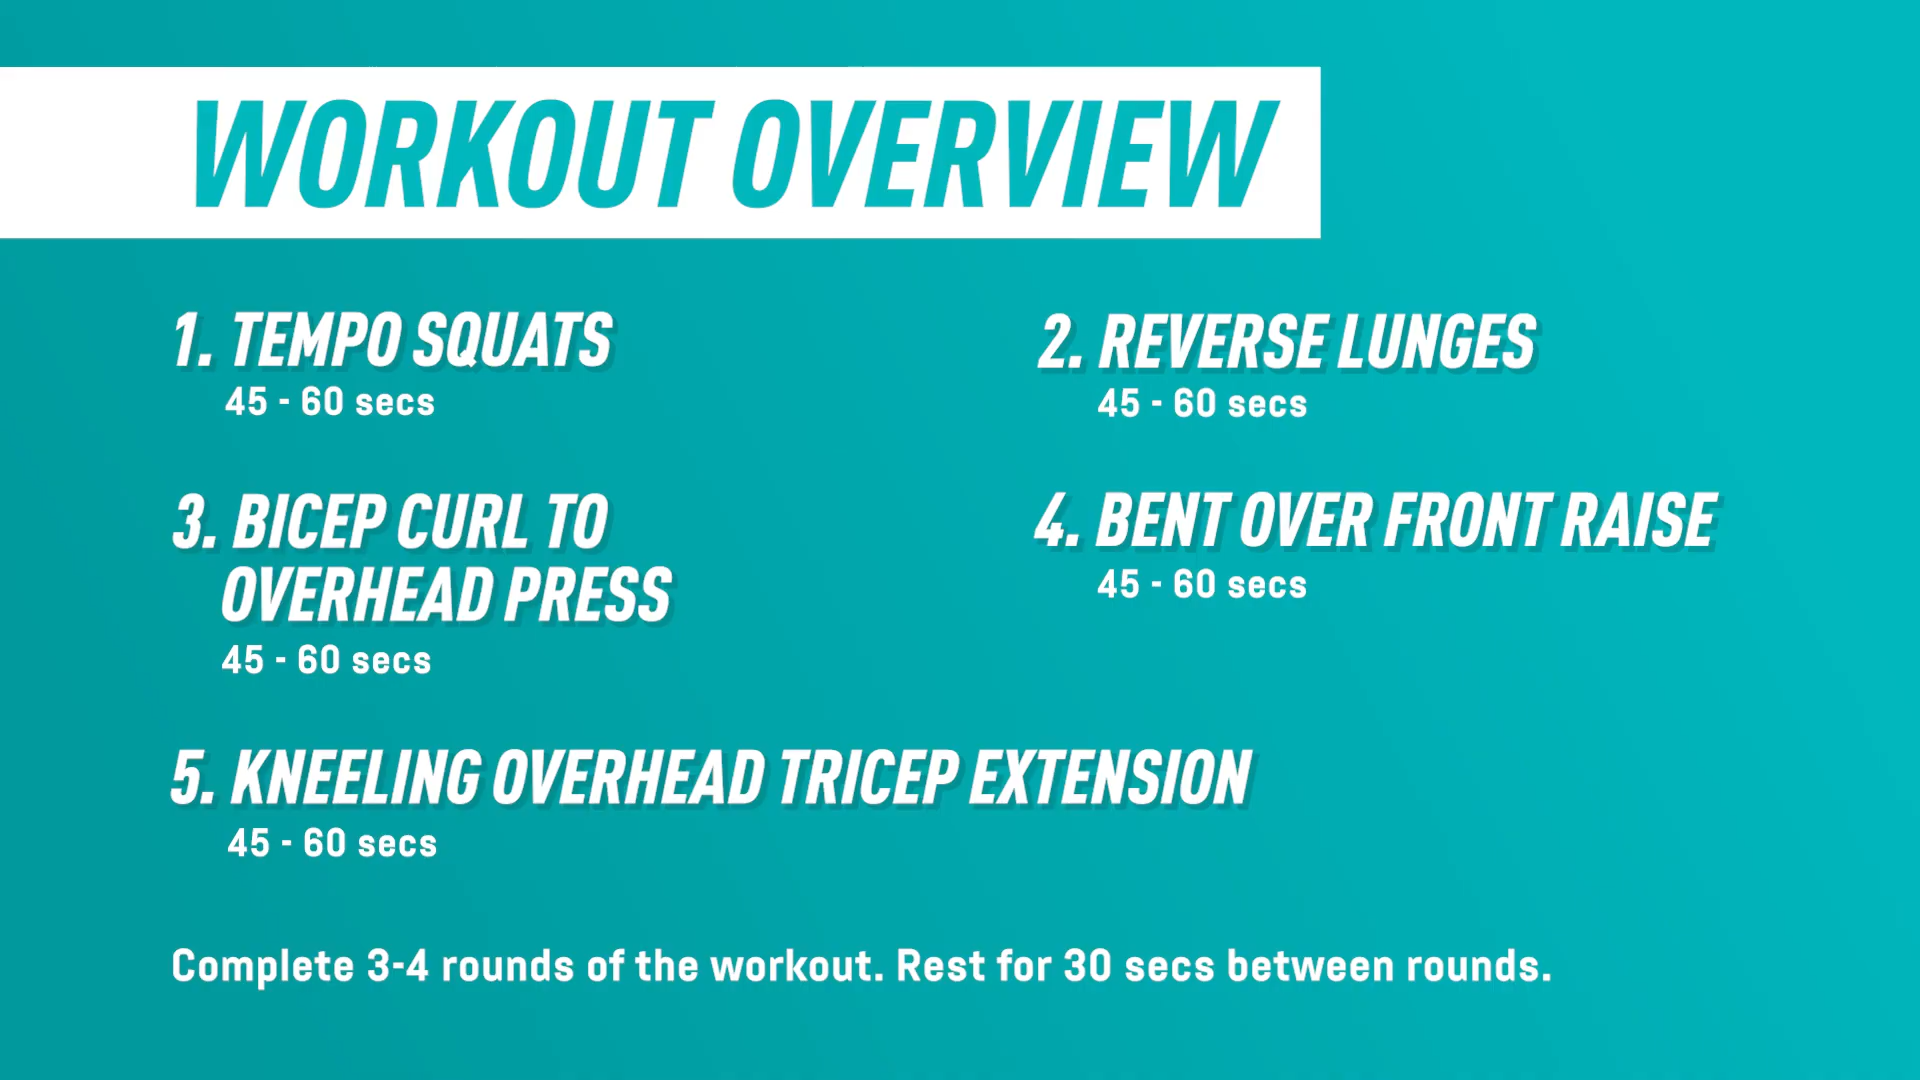 WORKOUT OVERVIEW
1. TEMPO SQUATS
45 - 60 secs
2. REVERSE LUNGES
45 - 60 secs
3. BICEP CURL TO
OVERHEAD PRESS
45 - 60 secs
4. BENT OVER FRONT RAISE
45 - 60 secs
5. KNEELING OVERHEAD TRICEP EXTENSION
45 - 60 secs
Complete 3-4 rounds of the workout. Rest for 30 secs between rounds.